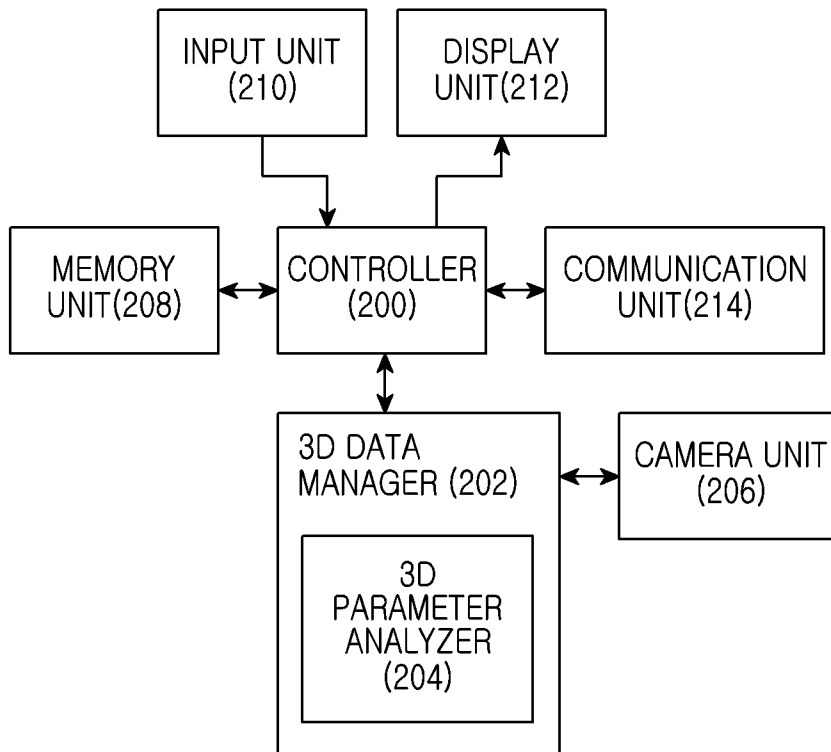 INPUT UNIT
(210)
DISPLAY
UNIT(212)
MEMORY
UNIT(208)
CONTROLLER
(200)
COMMUNICATION
UNIT(214)
3D DATA
MANAGER (202)
CAMERA UNIT
(206)
3D
PARAMETER
ANALYZER
(204)